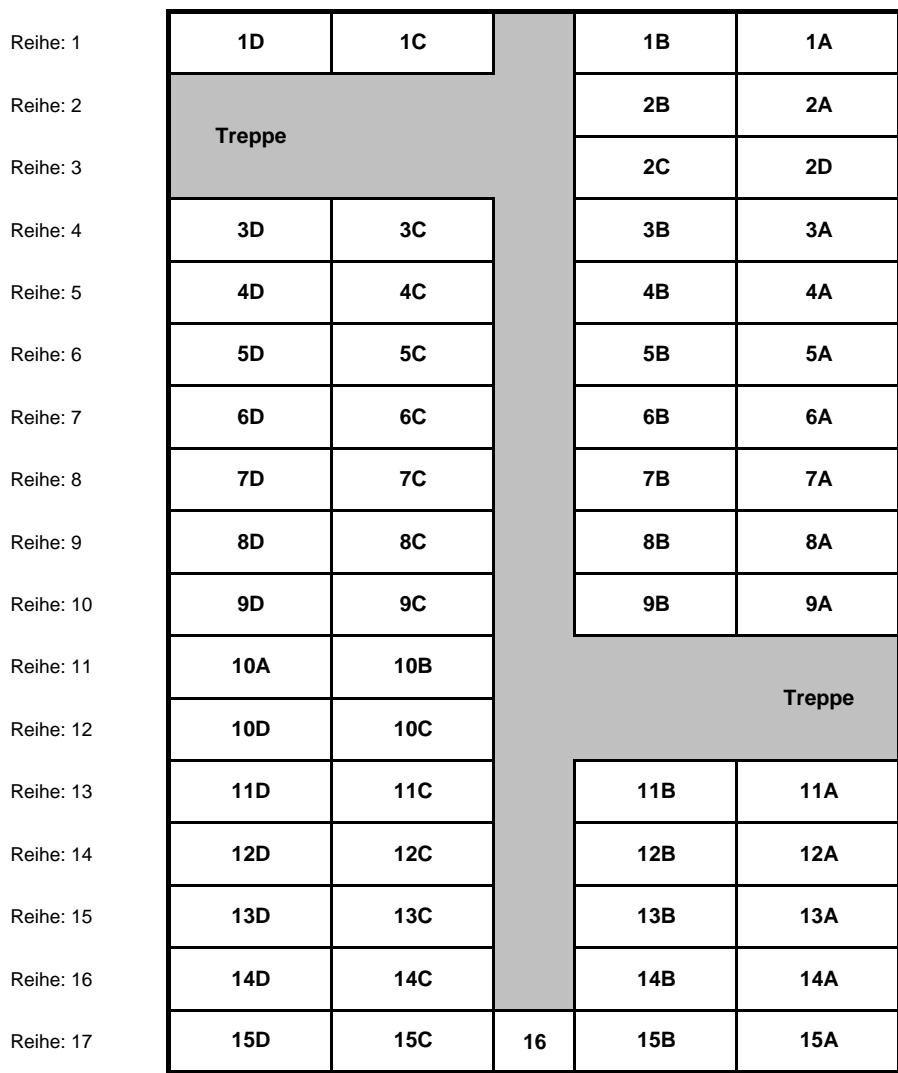 Reihe: 1 1D 1C 1B 1A
Reihe: 2 2B 2A
Treppe
Reihe: 3 2C 2D
Reihe: 4 3D 3C 3B 3A
Reihe: 5 4D 4C 4B 4A
Reihe: 6 5D 5C 5B 5A
Reihe: 7 6D 6C 6B 6A
Reihe: 8 7D 7C 7B 7A
Reihe: 9 8D 8C 8B 8A
Reihe: 10 9D 9C 9B 9A
Reihe: 11 10A 10B
Treppe
Reihe: 12 10D 10C
Reihe: 13 11D 11C 11B 11A
Reihe: 14 12D 12C 12B 12A
Reihe: 15 13D 13C 13B 13A
Reihe: 16 14D 14C 14B 14A
Reihe: 17 15D 15C 16 15B 15A